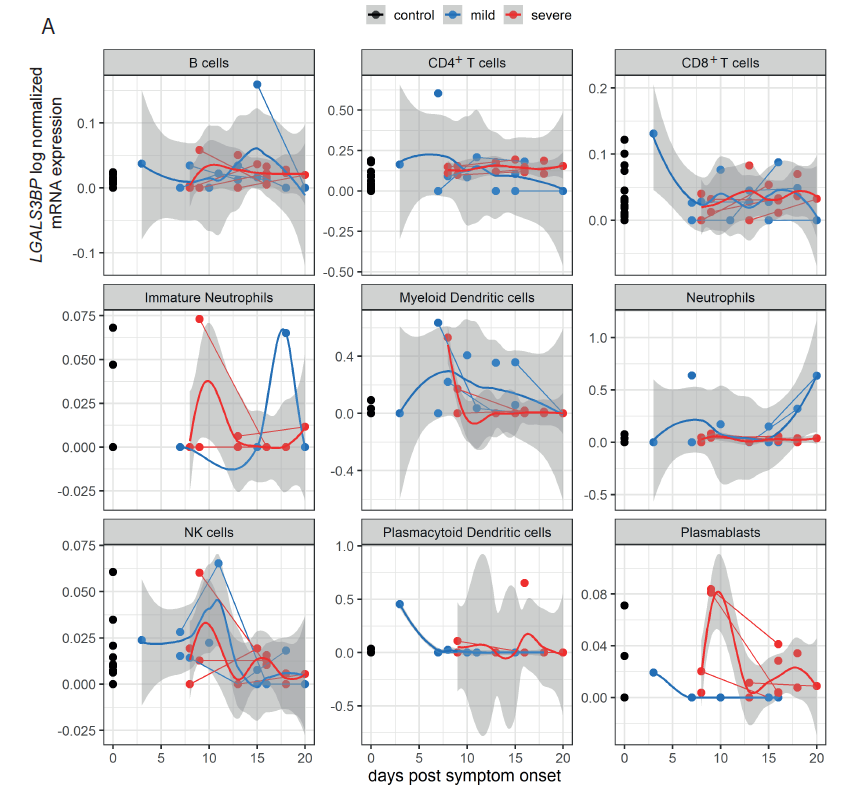 A
control mild severe
LGALS3BP log normalized
mRNA expression
B cells
0.1
0.0
-0.1
CD4+ T cells
0.50
0.25
0.00
-0.25
-0.50
CD8+ T cells
0.2
0.1
0.0
Immature Neutrophils
0.075
0.050
0.025
0.000
-0.025
Myeloid Dendritic cells
0.4
0.0
-0.4
Neutrophils
1.0
0.5
0.0
-0.5
NK cells
0.075
0.050
0.025
0.000
-0.025
0 5 10 15 20
Plasmacytoid Dendritic cells
1.0
0.5
0.0
-0.5
0 5 10 15 20
Plasmablasts
0.08
0.04
0.00
0 5 10 15 20
days post symptom onset